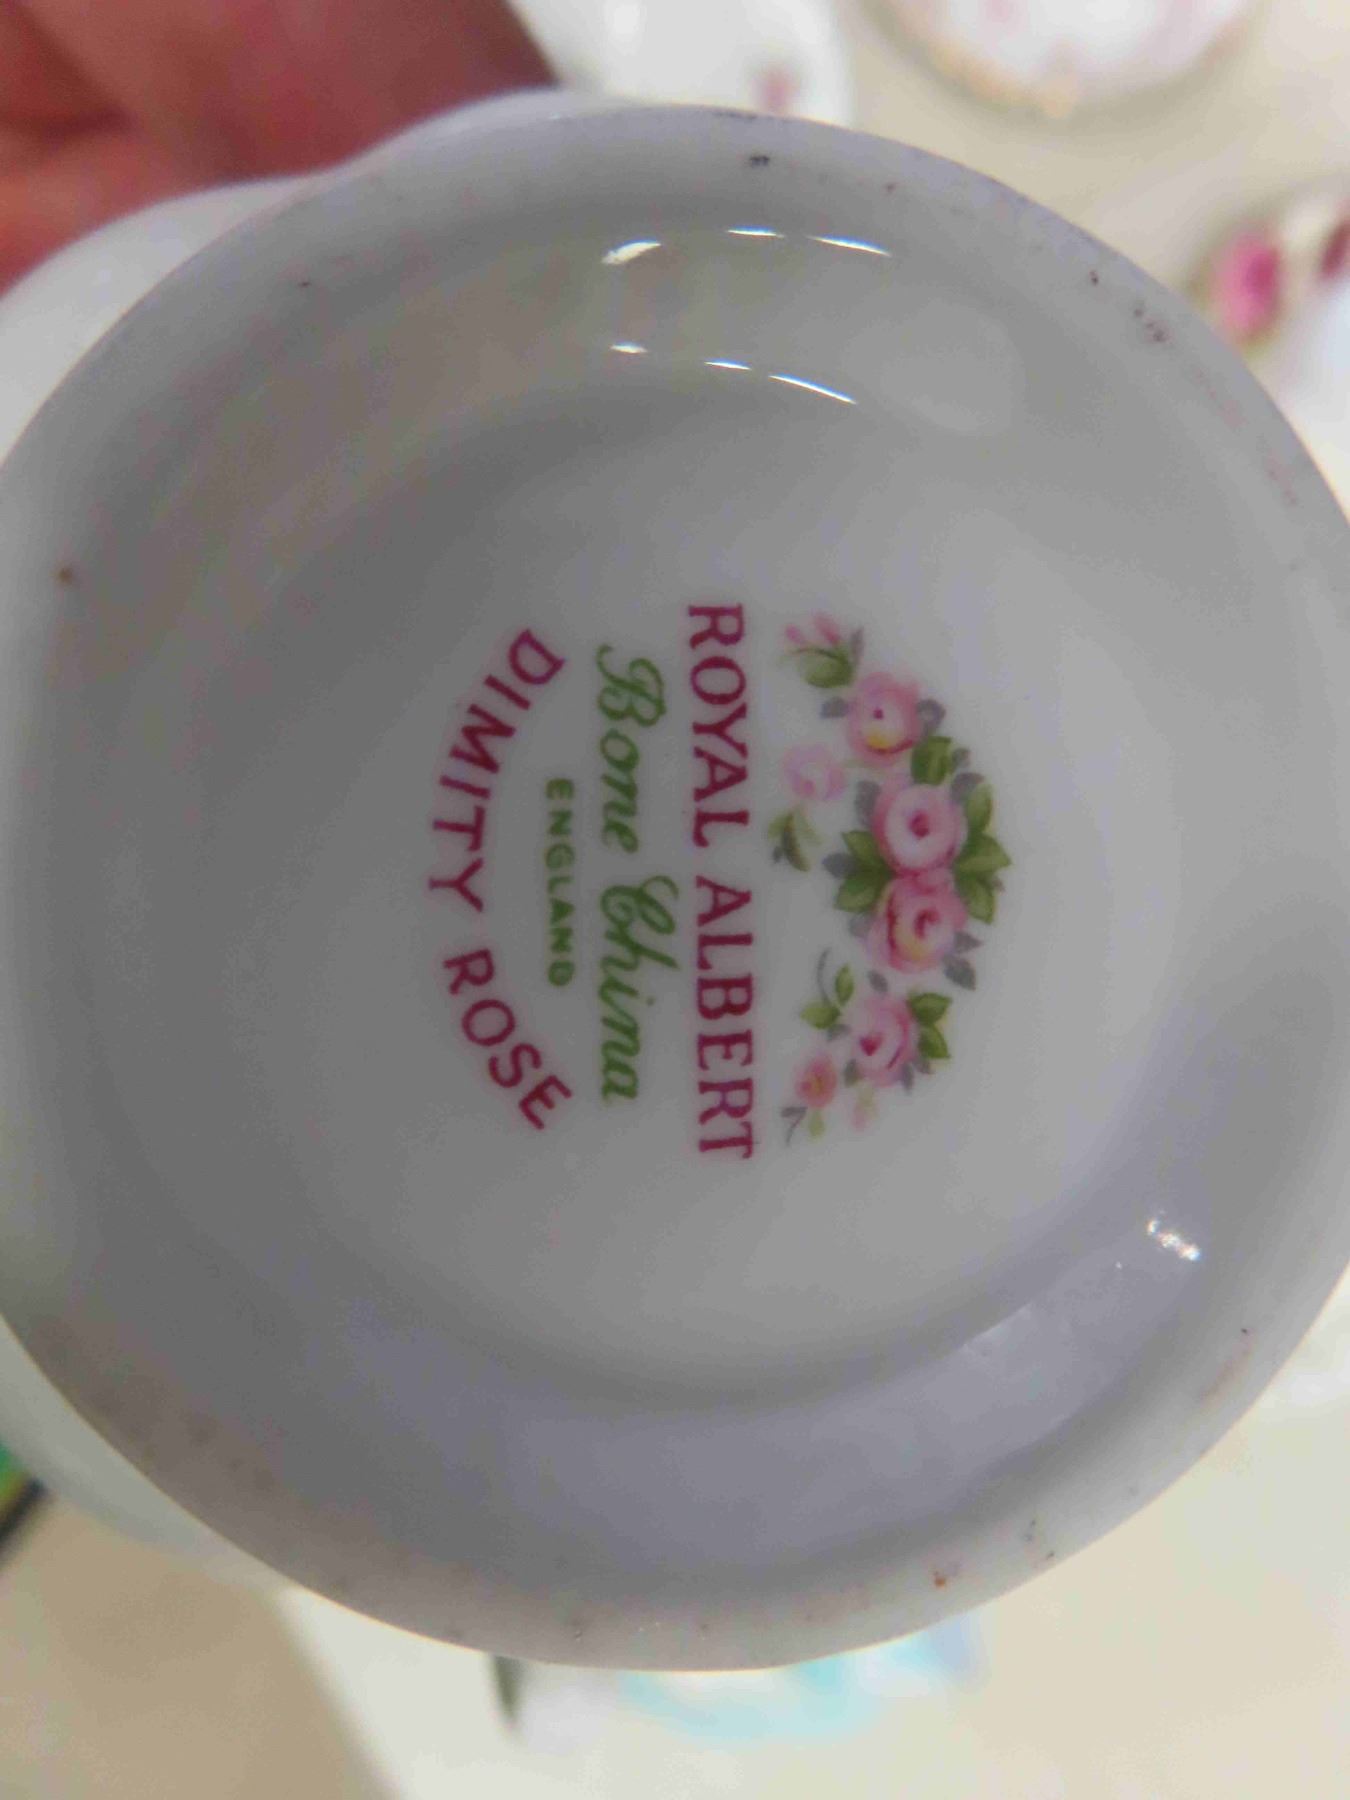 ROYAL ALBERT
Bone China
ENGLAND
DIMITY ROSE